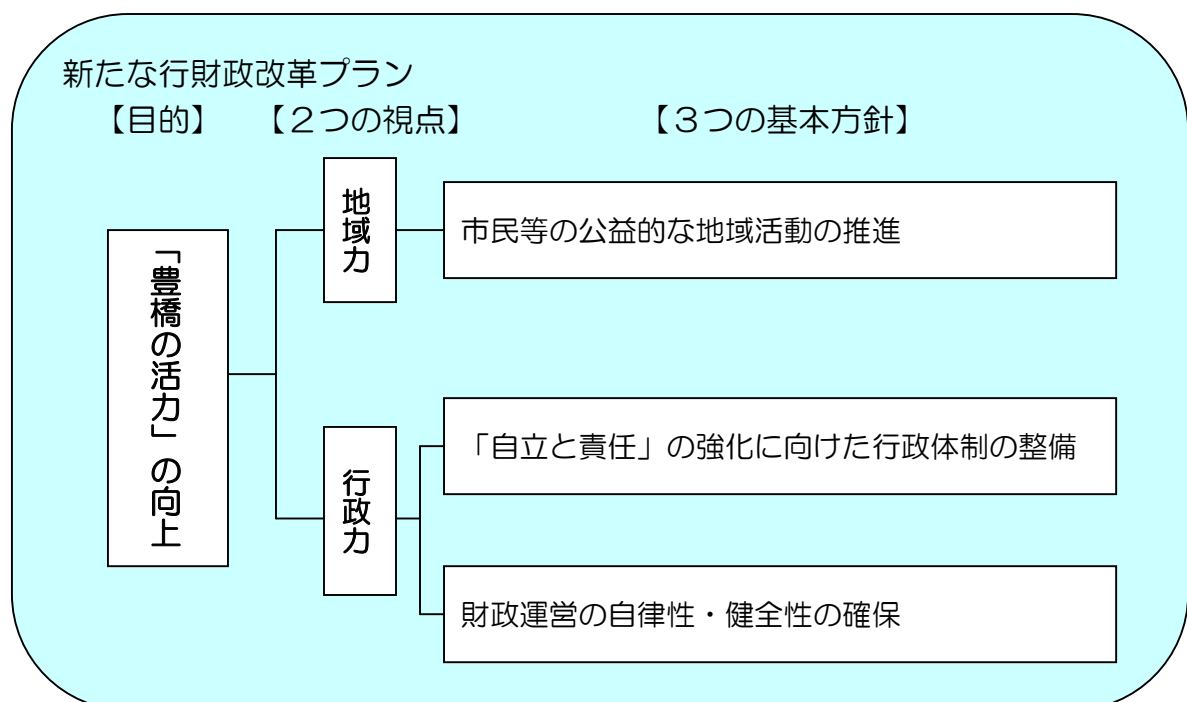 新たな行財政改革プラン
【目的】 【２つの視点】 【３つの基本方針】
「豊橋の活力」の向上
地域力
市民等の公益的な地域活動の推進
行政力
「自立と責任」の強化に向けた行政体制の整備
財政運営の自律性・健全性の確保